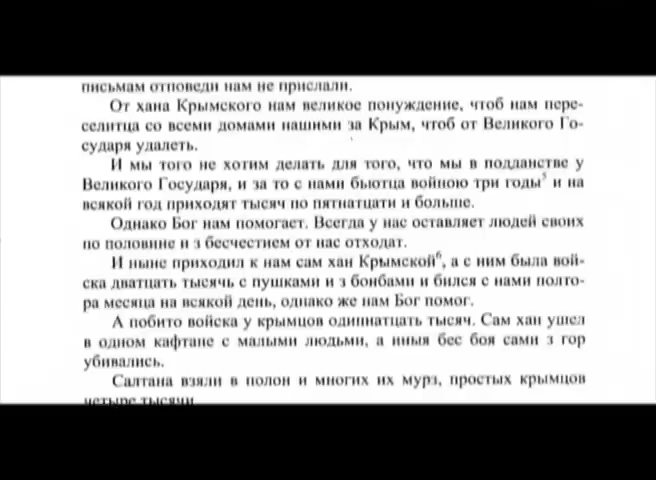 письмам отповеди нам не прислали.
От хана Крымского нам великое понуждение, чтоб нам пере-
селитца со всеми домами нашими за Крым, чтоб от Великого Го-
сударя удалеть.
И мы того не хотим делать для того, что мы в подданстве у
Великого Государя, и за то с нами бьютца войною три годы⁵ и на
всякой год приходят тысяч по пятнатцати и больше.
Однако Бог нам помогает. Всегда у нас оставляет людей своих
по половине и з бесчестием от нас отходат.
И ныне приходил к нам сам хан Крымской⁶, а с ним была вой-
ска дватцать тысячь с пушками и з бонбами и бился с нами полто-
ра месяца на всякой день, однако же нам Бог помог.
А побито войска у крымцов одиннатцать тысяч. Сам хан ушел
в одном кафтане с малыми людьми, а иныя бес боя сами з гор
убивались.
Салтана взяли в полон и многих их мурз, простых крымцов
четыре тысячи